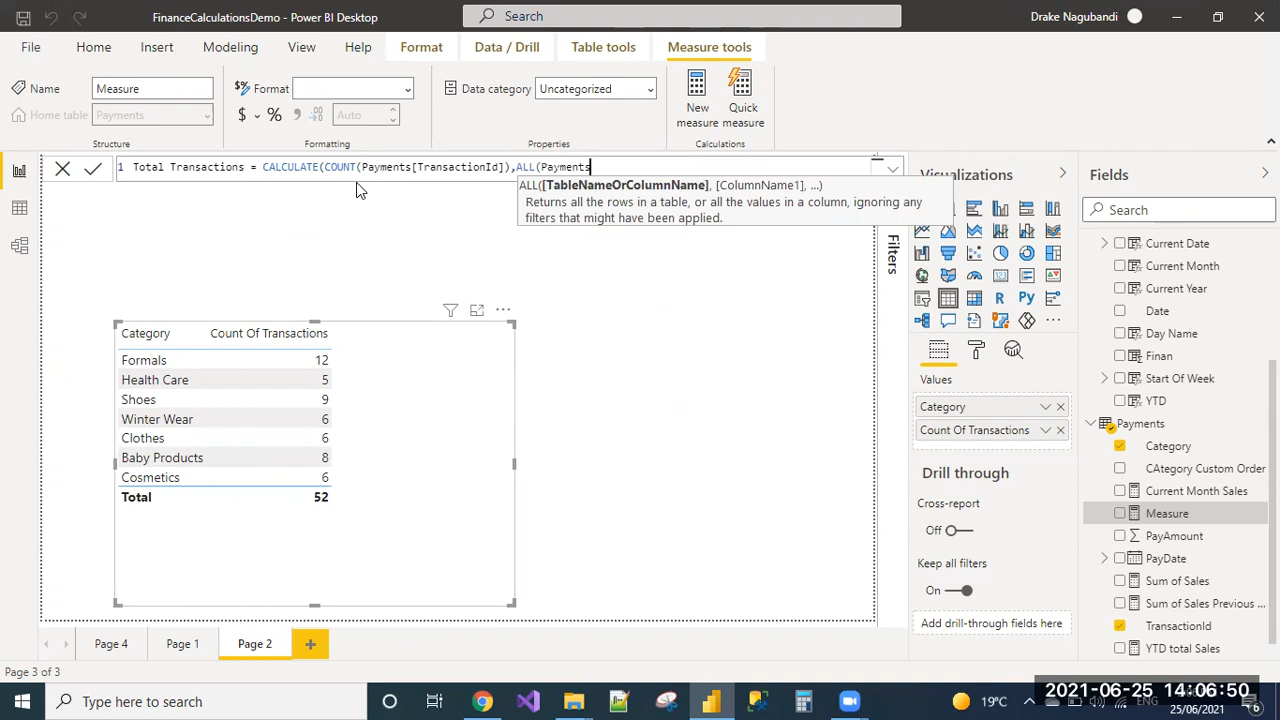 FinanceCalculationsDemo - Power BI Desktop
Search
Drake Nagubandi
File
Home
Insert
Modeling
View
Help
Format
Data / Drill
Table tools
Measure tools
Name
Measure
Home table
Payments
Structure
Format
$
%
Auto
Formatting
Data category
Uncategorized
Properties
New measure
Quick measure
Calculations
1 Total Transactions = CALCULATE(COUNT(Payments[TransactionId]),ALL(Payments
ALL([TableNameOrColumnName], [ColumnName1], ...)
Returns all the rows in a table, or all the values in a column, ignoring any
filters that might have been applied.
Category Count Of Transactions
Formals 12
Health Care 5
Shoes 9
Winter Wear 6
Clothes 6
Baby Products 8
Cosmetics 6
Total 52
Filters
Visualizations
R
Py
Values
Category
Count Of Transactions
Drill through
Cross-report
Off
Keep all filters
On
Add drill-through fields here
Fields
Search
Current Date
Current Month
Current Year
Date
Day Name
Finan
Start Of Week
YTD
Payments
Category
CAtegory Custom Order
Current Month Sales
Measure
PayAmount
PayDate
Sum of Sales
Sum of Sales Previous ...
TransactionId
YTD total Sales
Page 4
Page 1
Page 2
Page 3 of 3
Type here to search
19°C
ENG
2021-06-25 14:06:50
25/06/2021